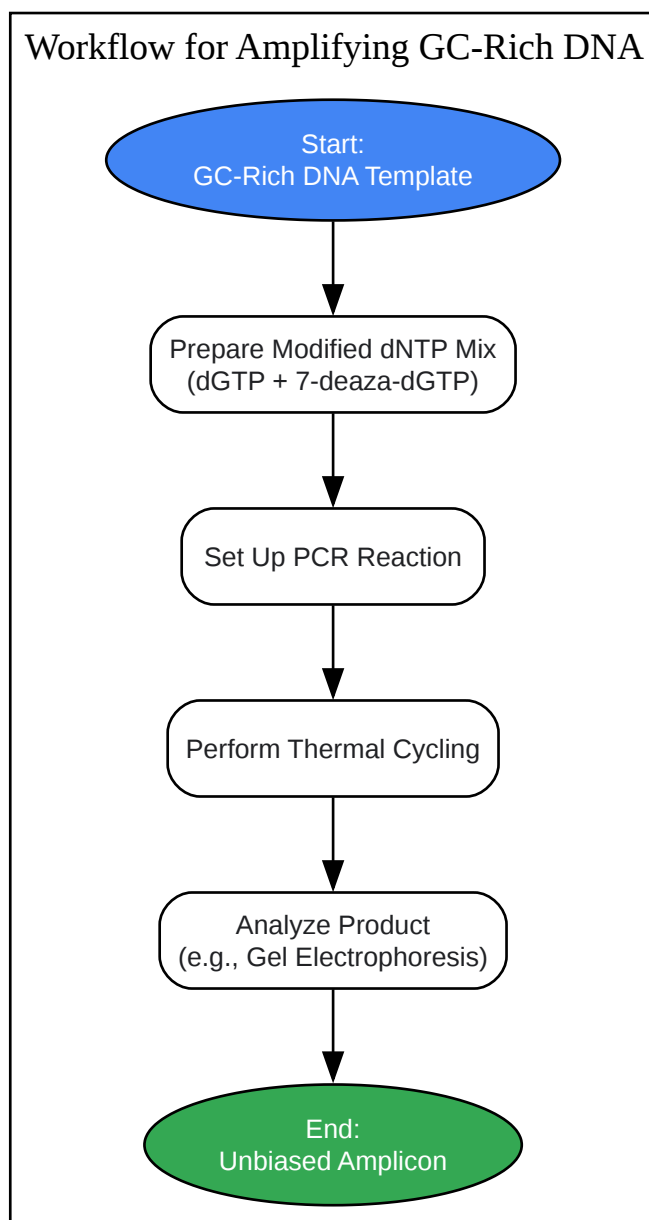 Workflow for Amplifying GC-Rich DNA
Start:
GC-Rich DNA Template
Prepare Modified dNTP Mix
(dGTP + 7-deaza-dGTP)
Set Up PCR Reaction
Perform Thermal Cycling
Analyze Product
(e.g., Gel Electrophoresis)
End:
Unbiased Amplicon